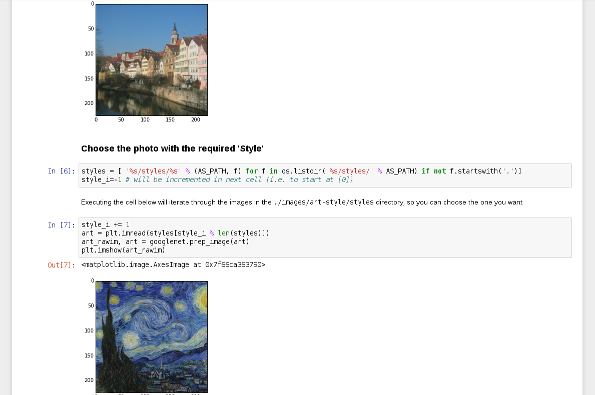 0
50
100
150
200
0 50 100 150 200
Choose the photo with the required 'Style'
In [6]: styles = [ '%s/styles/%s' % (AS_PATH, f) for f in os.listdir('%s/styles/' % AS_PATH) if not f.startswith('.')]
style_i=-1 # will be incremented in next cell (i.e. to start at [0])
Executing the cell below will iterate through the images in the ./images/art-style/styles directory, so you can choose the one you want
In [7]: style_i += 1
art = plt.imread(styles[style_i % len(styles)])
art_rawim, art = googlenet.prep_image(art)
plt.imshow(art_rawim)
Out[7]: <matplotlib.image.AxesImage at 0x7f55ca353750>
0
50
100
150
200